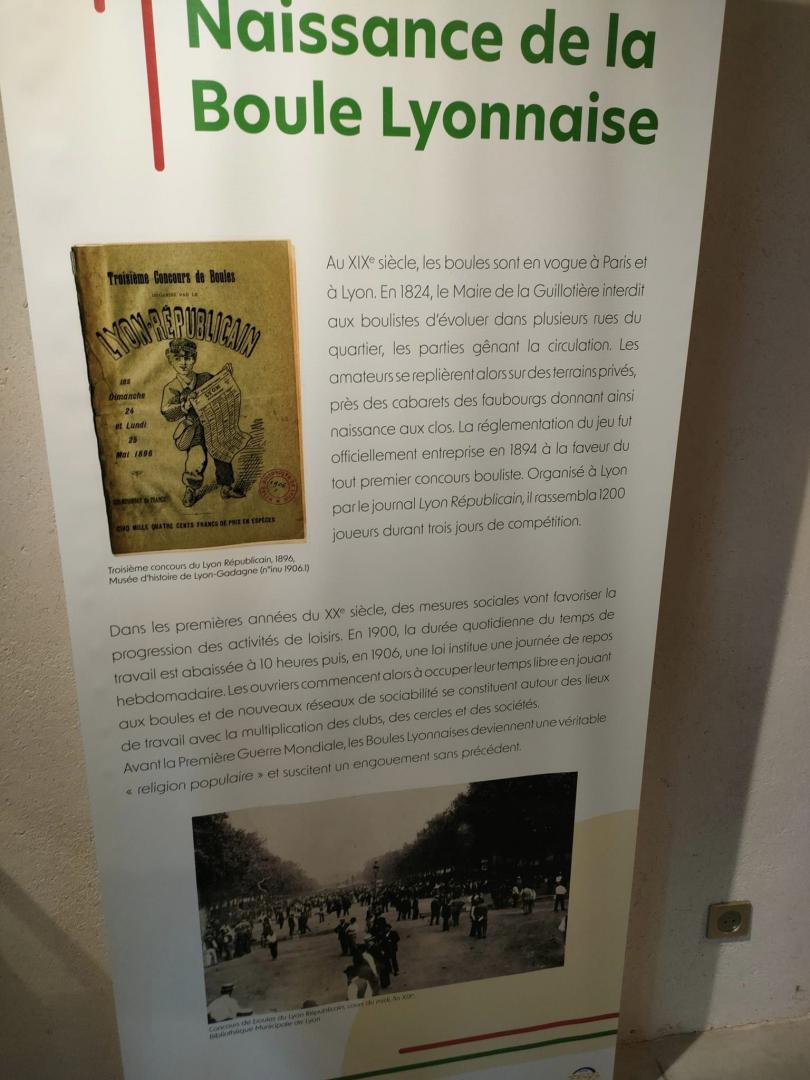 Naissance de la
Boule Lyonnaise
Troisième Concours de Boules
ORGANISÉ PAR LE
LYON-RÉPUBLICAIN
LYON
les
Dimanche
24
et Lundi
25
Mai 1896
1906
CINQ MILLE QUATRE CENTS FRANCS DE PRIX EN ESPÈCES
Troisième concours du Lyon Républicain, 1896,
Musée d'histoire de Lyon-Gadagne (n°inu 1906.1)
Au XIXe siècle, les boules sont en vogue à Paris et
à Lyon. En 1824, le Maire de la Guillotière interdit
aux boulistes d'évoluer dans plusieurs rues du
quartier, les parties gênant la circulation. Les
amateurs se replièrent alors sur des terrains privés,
près des cabarets des faubourgs donnant ainsi
naissance aux clos. La réglementation du jeu fut
officiellement entreprise en 1894 à la faveur du
tout premier concours bouliste. Organisé à Lyon
par le journal Lyon Républicain, il rassembla 1200
joueurs durant trois jours de compétition.
Dans les premières années du XXe siècle, des mesures sociales vont favoriser la
progression des activités de loisirs. En 1900, la durée quotidienne du temps de
travail est abaissée à 10 heures puis, en 1906, une loi institue une journée de repos
hebdomadaire. Les ouvriers commencent alors à occuper leur temps libre en jouant
aux boules et de nouveaux réseaux de sociabilité se constituent autour des lieux
de travail avec la multiplication des clubs, des cercles et des sociétés.
Avant la Première Guerre Mondiale, les Boules Lyonnaises deviennent une véritable
« religion populaire » et suscitent un engouement sans précédent.
Concours de boules du Lyon Républicain, cours du midi, fin XIXe.
Bibliothèque Municipale de Lyon